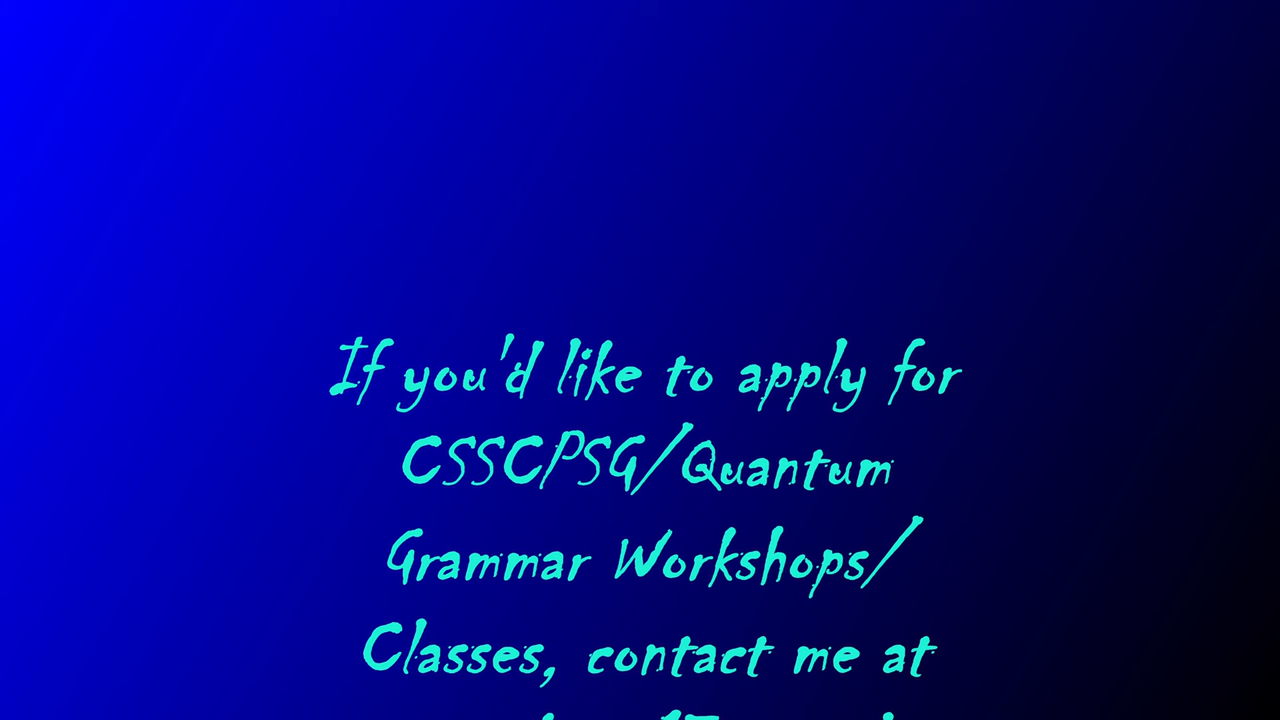 If you'd like to apply for
CSSCPSG/Quantum
Grammar Workshops/
Classes, contact me at